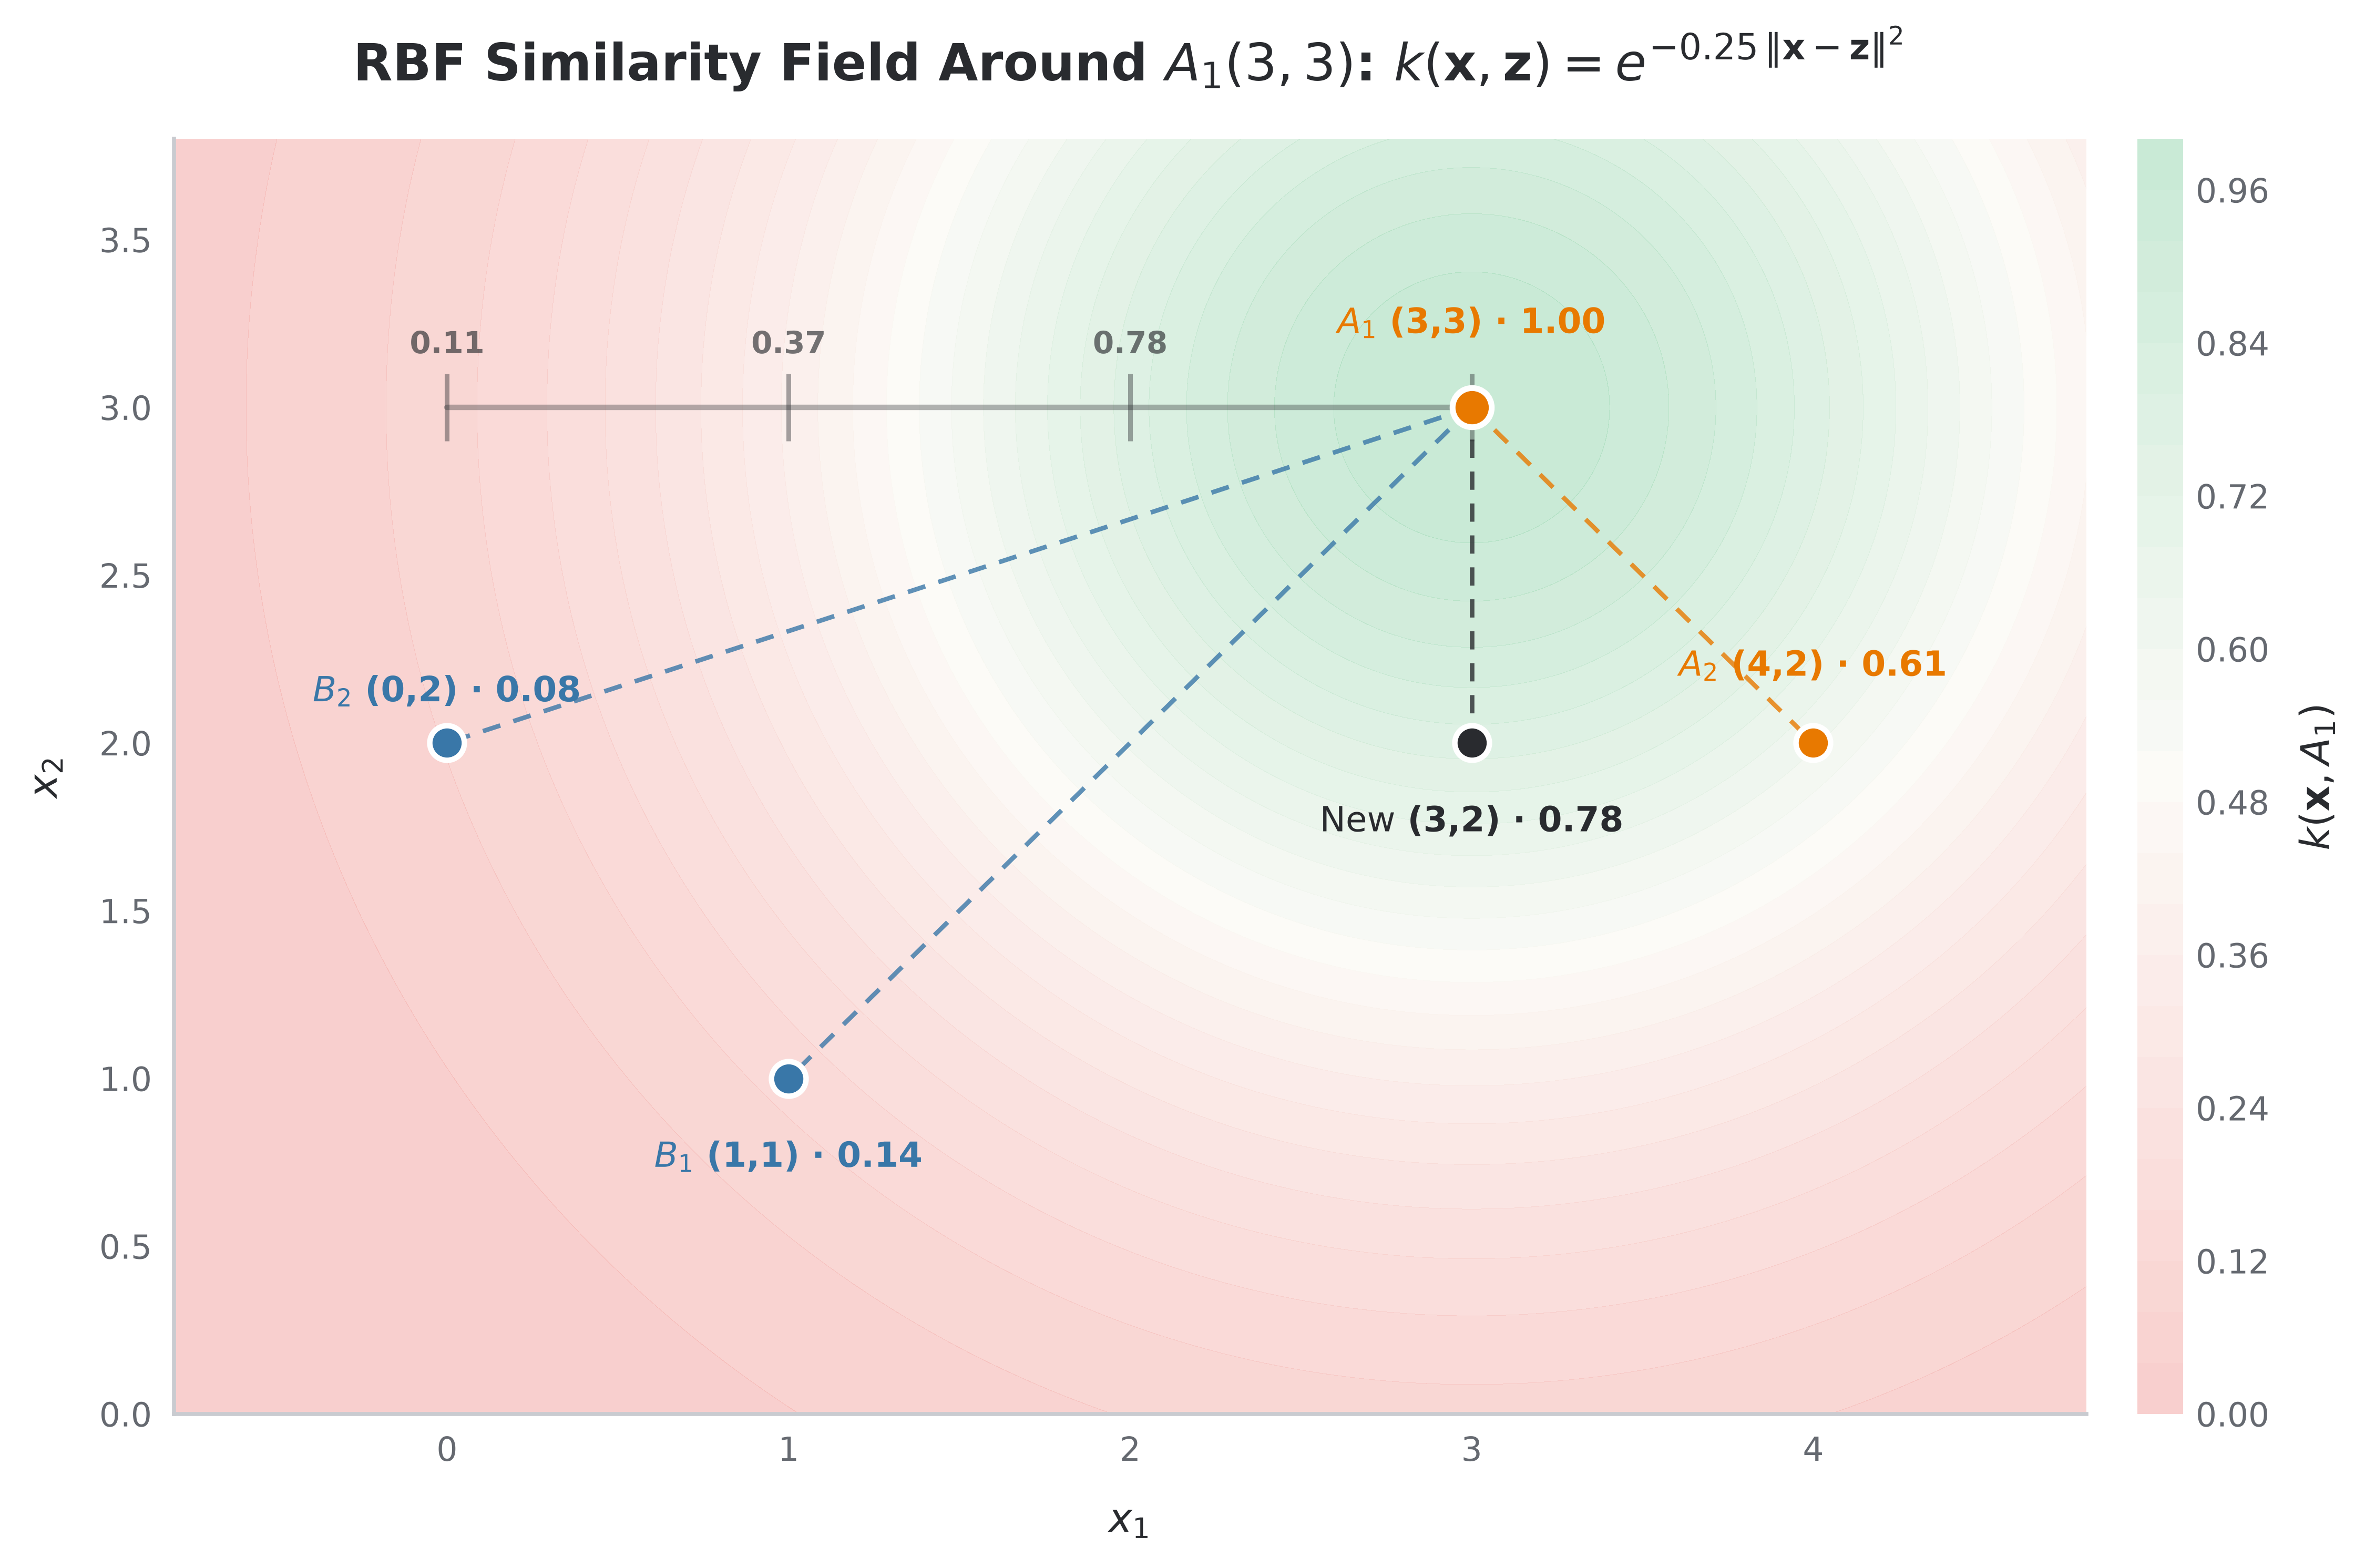 RBF Similarity Field Around A₁(3, 3): k(x, z) = e^{−0.25‖x − z‖²}
3.5
3.0
2.5
2.0
1.5
1.0
0.5
0.0
x₂
0.11
0.37
0.78
A₁ (3,3) · 1.00
B₂ (0,2) · 0.08
A₂ (4,2) · 0.61
New (3,2) · 0.78
B₁ (1,1) · 0.14
0
1
2
3
4
x₁
0.96
0.84
0.72
0.60
0.48
0.36
0.24
0.12
0.00
k(x, A₁)